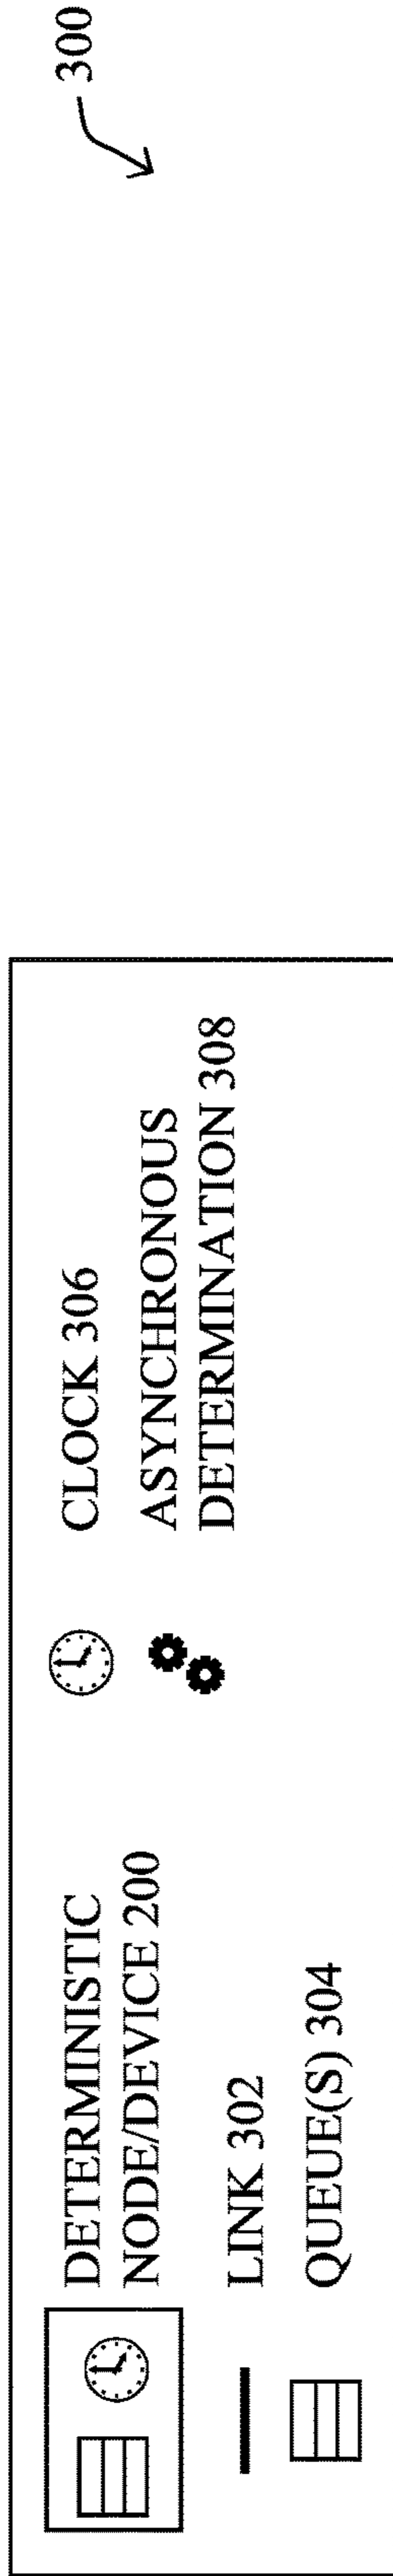 300
DETERMINISTIC
NODE/DEVICE 200
LINK 302
QUEUE(S) 304
CLOCK 306
ASYNCHRONOUS
DETERMINATION 308